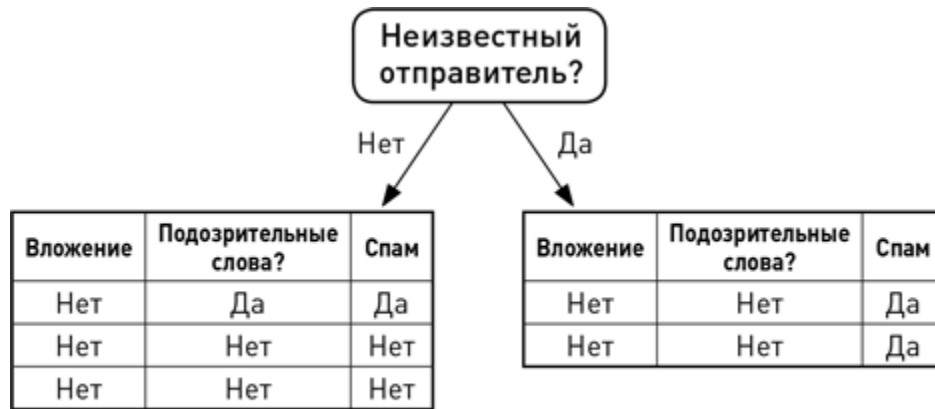 Неизвестный
отправитель?
Нет Да
Вложение Подозрительные слова? Спам
Нет Да Да
Нет Нет Нет
Нет Нет Нет
Вложение Подозрительные слова? Спам
Нет Нет Да
Нет Нет Да